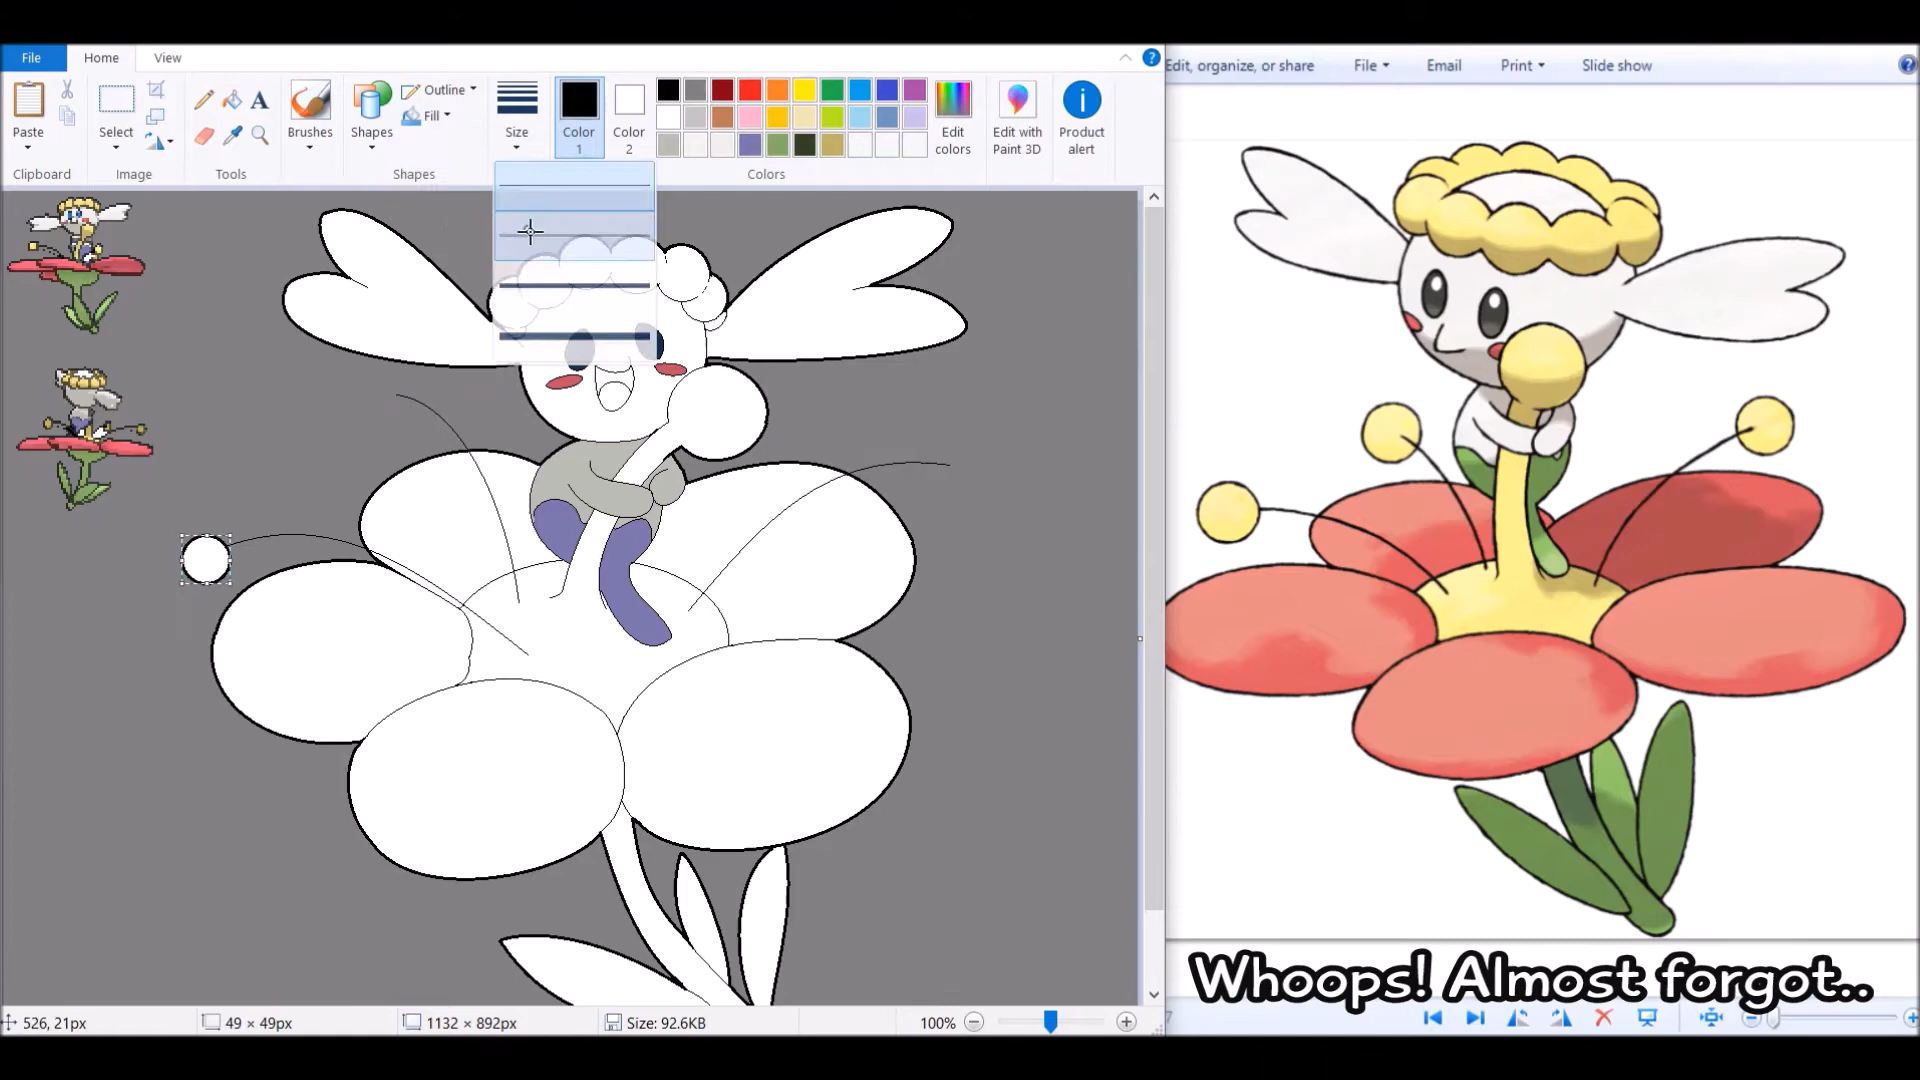 File Home View
Edit, organize, or share File Email Print Slide show
Paste Select Brushes Shapes Outline Fill Size Color 1 Color 2 Edit colors Edit with Paint 3D Product alert
Clipboard Image Tools Shapes Colors
Whoops! Almost forgot..
526, 21px 49 × 49px 1132 × 892px Size: 92.6KB 100%